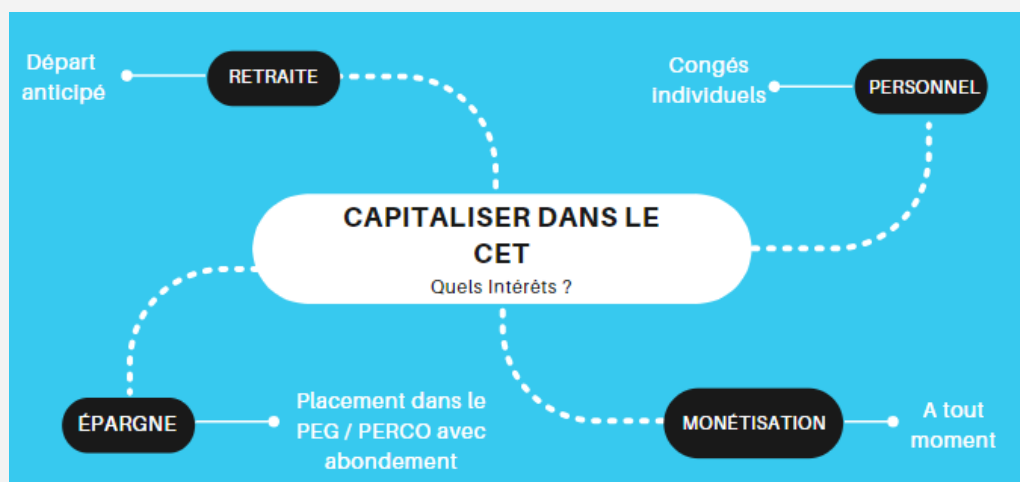 Départ
anticipé
RETRAITE
Congés
individuels
PERSONNEL
CAPITALISER DANS LE
CET
Quels Intérêts ?
ÉPARGNE
Placement dans le
PEG / PERCO avec
abondement
MONÉTISATION
A tout
moment